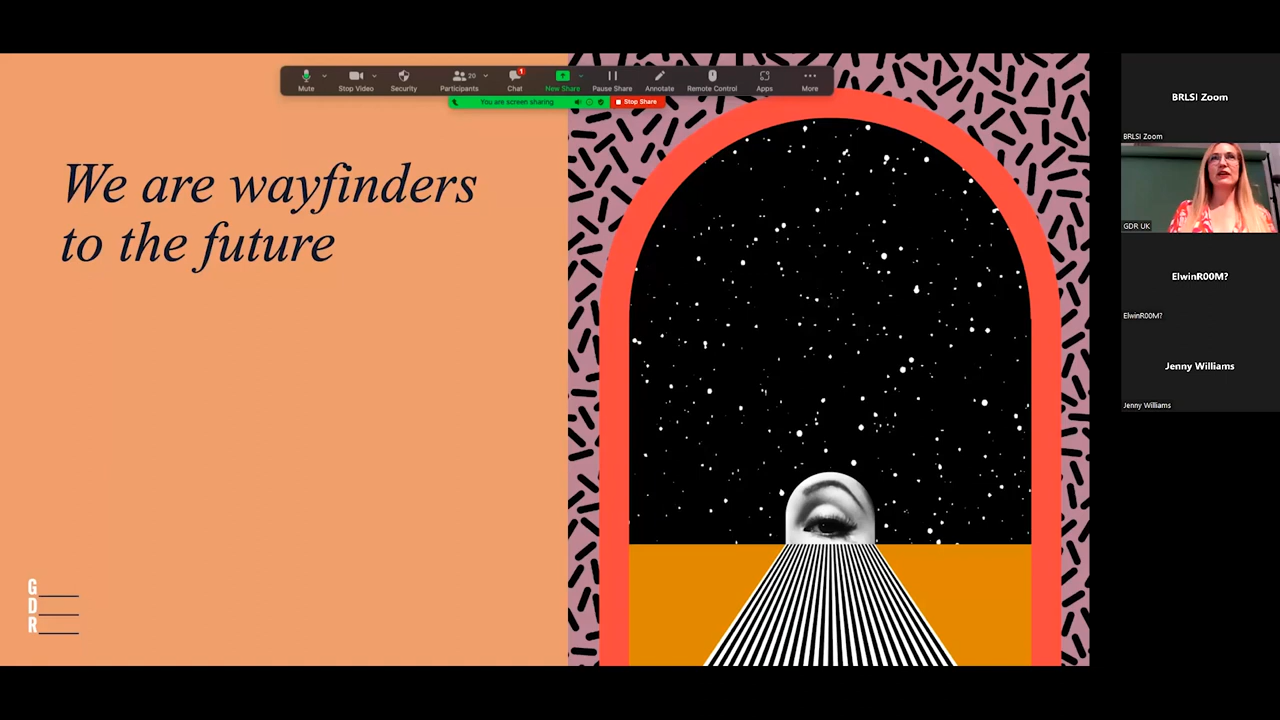 Mute
Stop Video
Security
Participants
20
Chat
1
New Share
Pause Share
Annotate
Remote Control
Apps
More
You are screen sharing
Stop Share
We are wayfinders
to the future
G
D
R
BRLSI Zoom
BRLSI Zoom
GDR UK
ElwinR00M?
ElwinR00M?
Jenny Williams
Jenny Williams